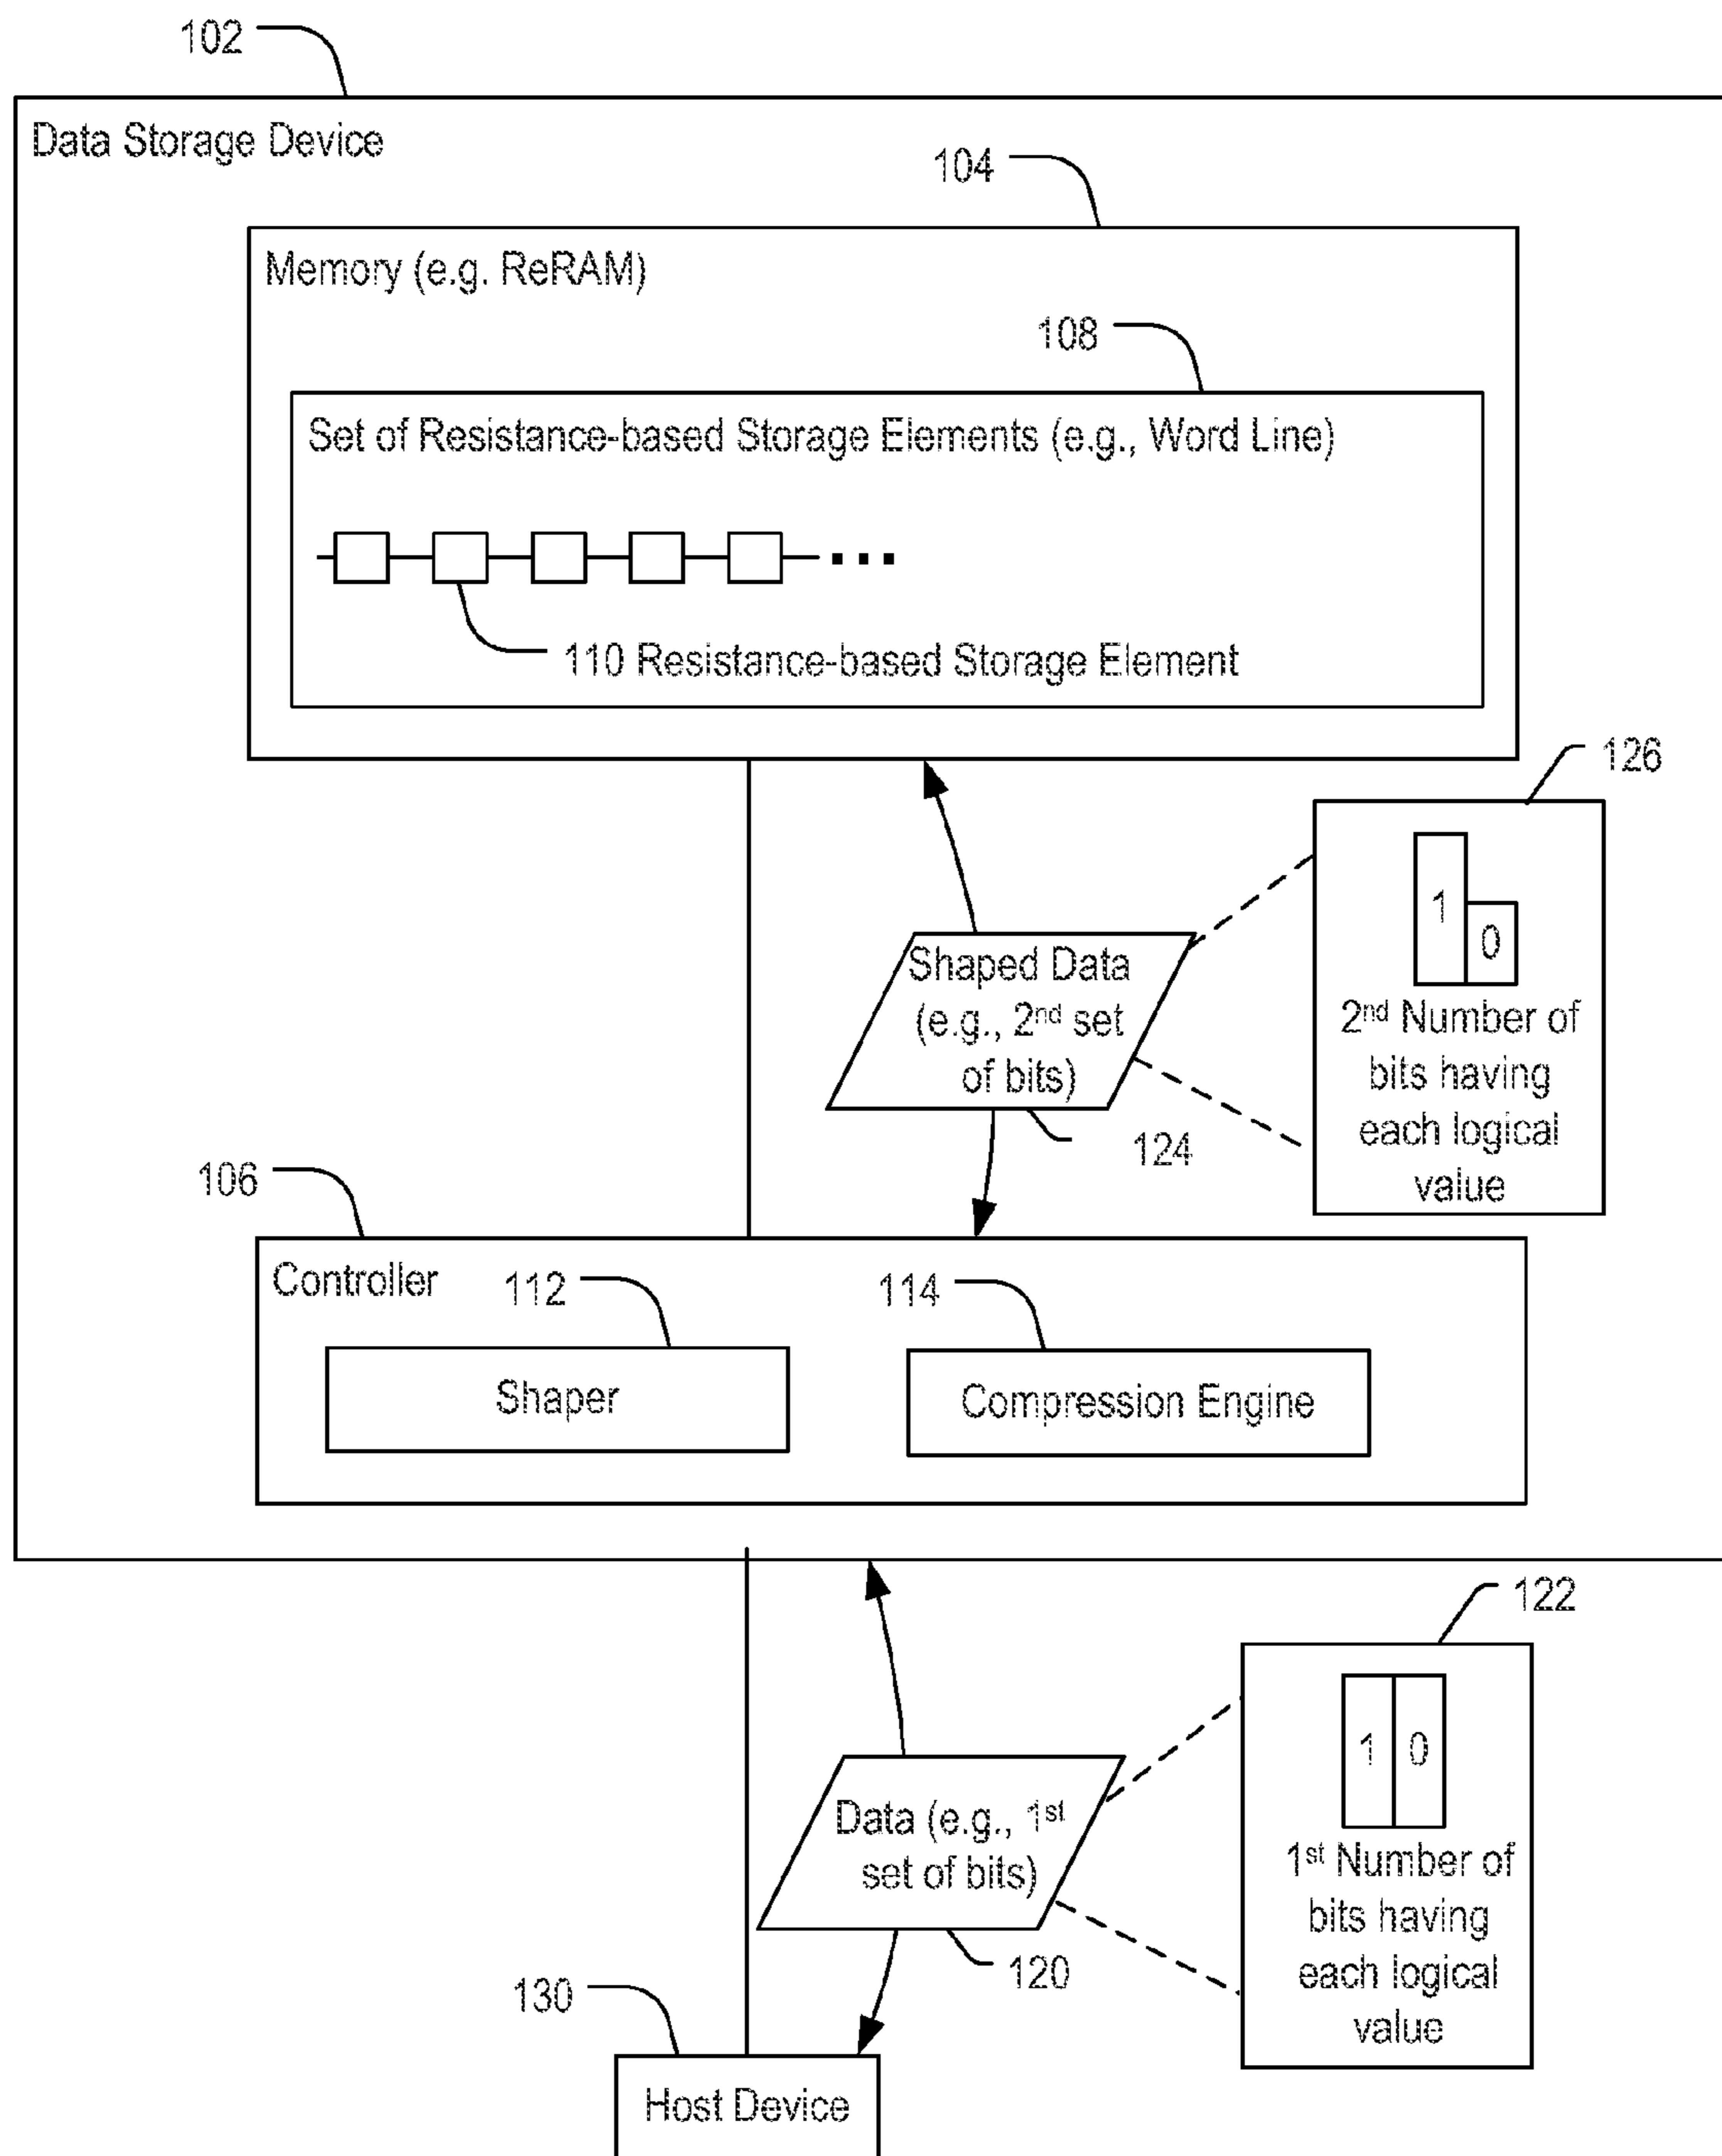 102
Data Storage Device
104
Memory (e.g. ReRAM)
108
Set of Resistance-based Storage Elements (e.g., Word Line)
110 Resistance-based Storage Element
126
1
0
2nd Number of
bits having
each logical
value
Shaped Data
(e.g., 2nd set
of bits)
124
106
Controller
112
114
Shaper
Compression Engine
122
1 0
1st Number of
bits having
each logical
value
Data (e.g., 1st
set of bits)
120
130
Host Device